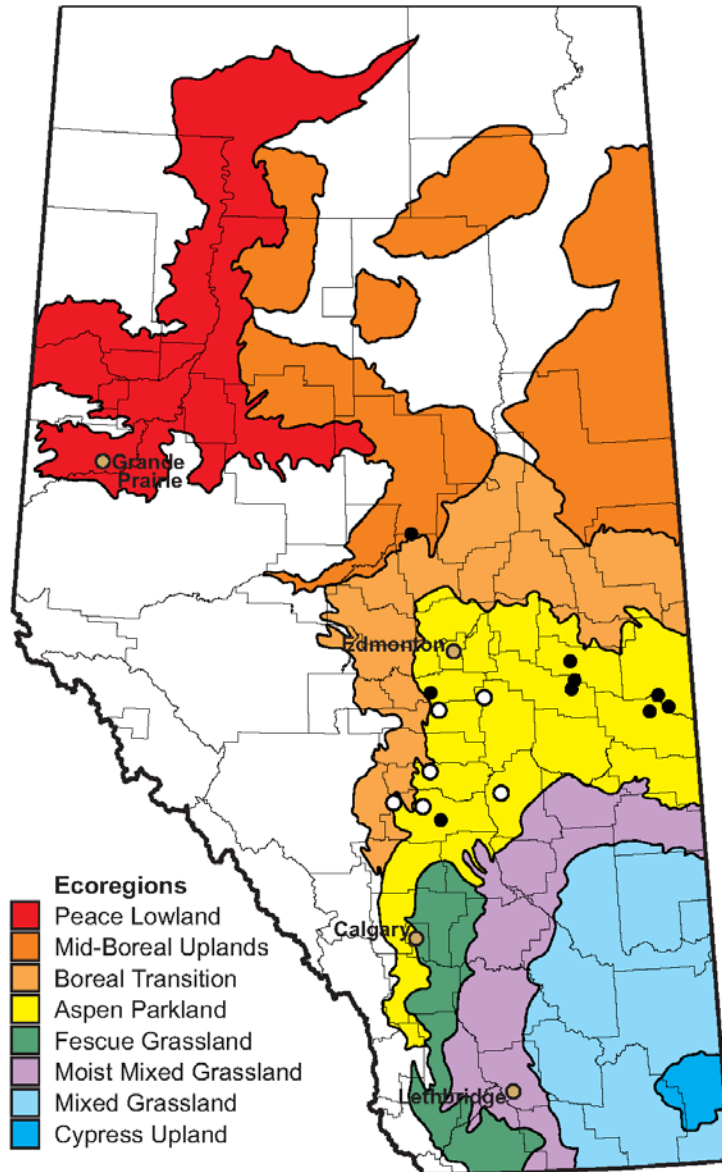 Grande
Prairie
Edmonton
Calgary
Lethbridge
Ecoregions
Peace Lowland
Mid-Boreal Uplands
Boreal Transition
Aspen Parkland
Fescue Grassland
Moist Mixed Grassland
Mixed Grassland
Cypress Upland